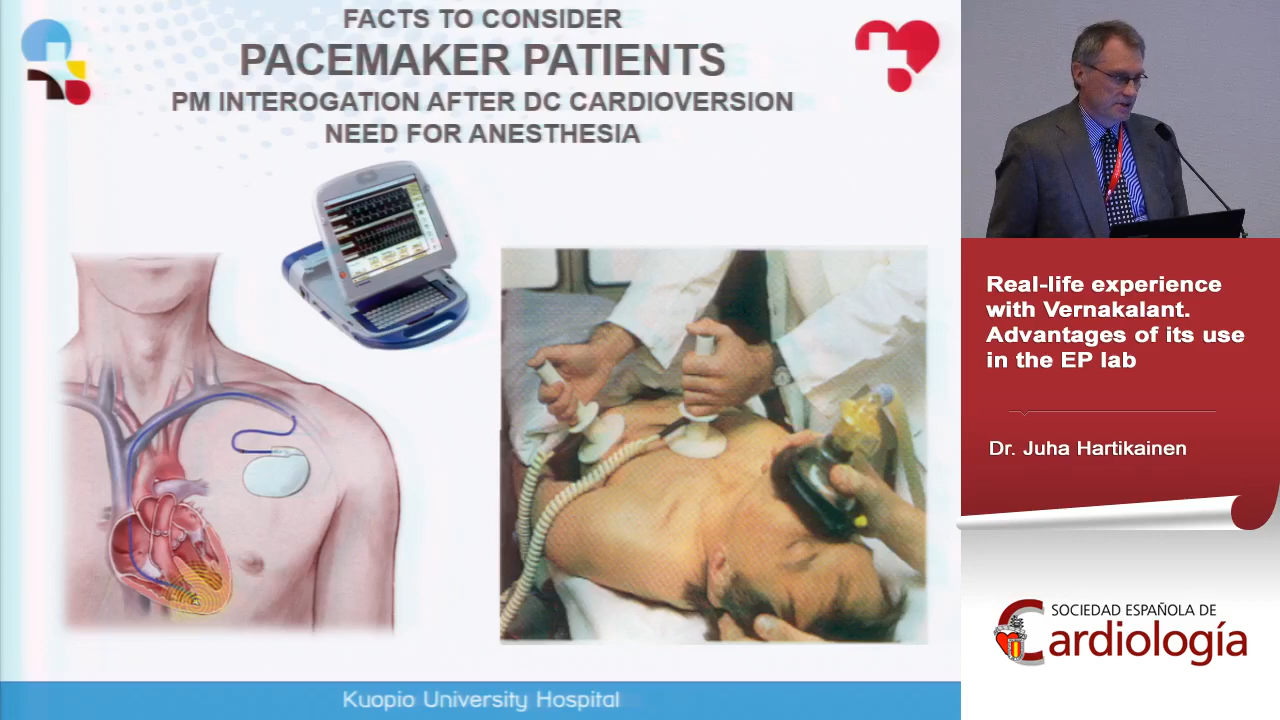 FACTS TO CONSIDER
PACEMAKER PATIENTS
PM INTEROGATION AFTER DC CARDIOVERSION
NEED FOR ANESTHESIA
Kuopio University Hospital
Real-life experience
with Vernakalant.
Advantages of its use
in the EP lab
Dr. Juha Hartikainen
SOCIEDAD ESPAÑOLA DE
Cardiología